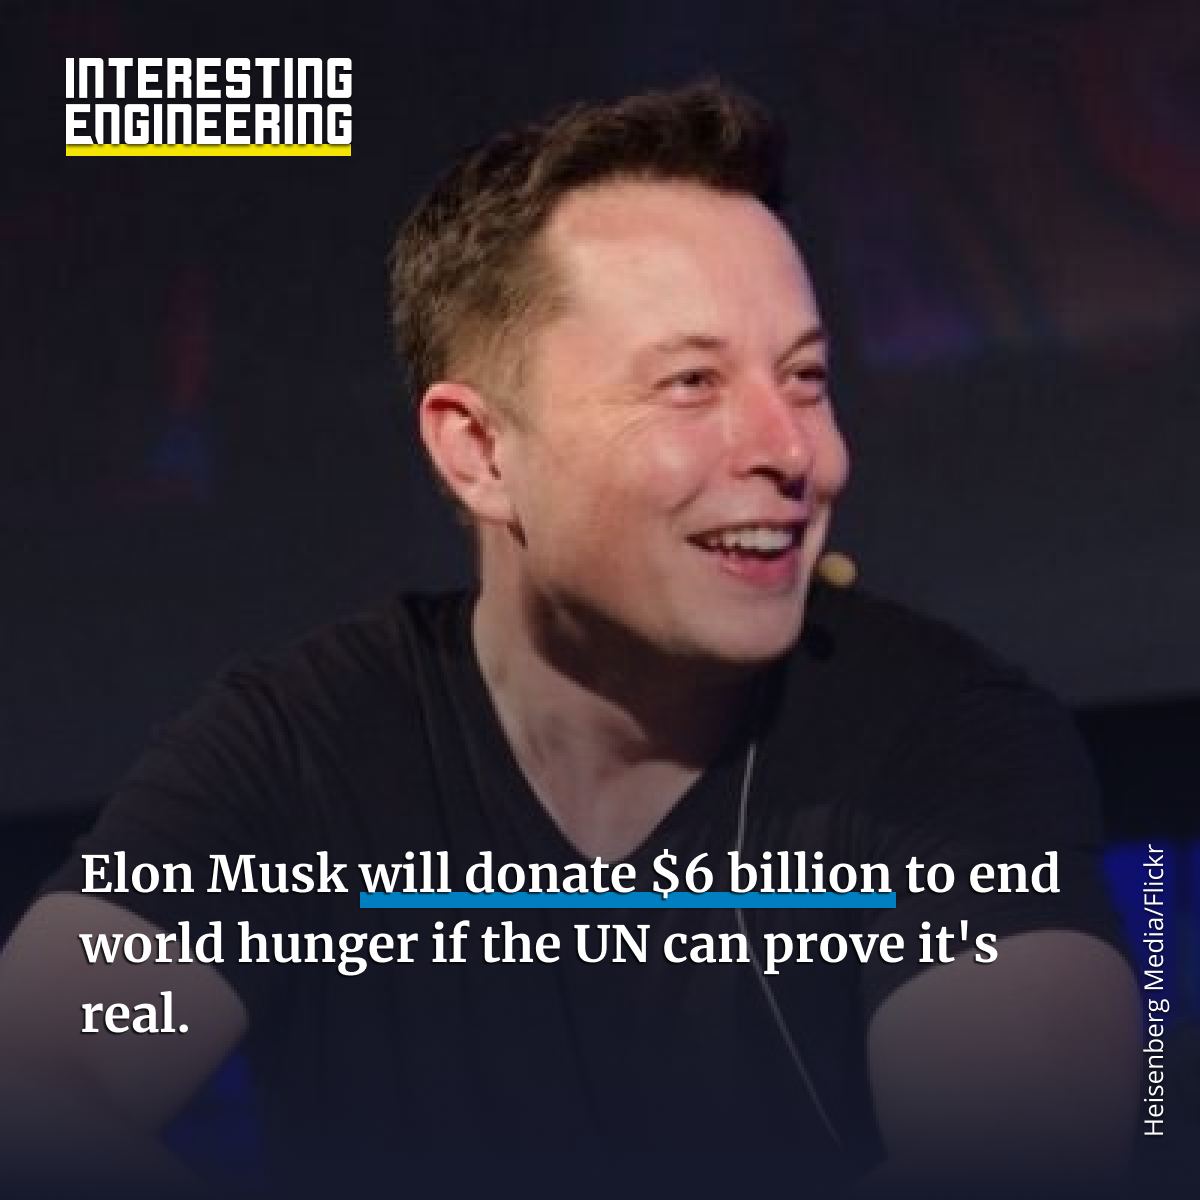 INTERESTING
ENGINEERING
Elon Musk will donate $6 billion to end
world hunger if the UN can prove it's
real.
Heisenberg Media/Flickr